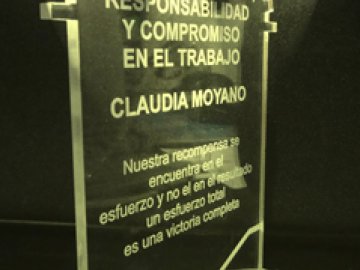 RESPONSABILIDAD
Y COMPROMISO
EN EL TRABAJO
CLAUDIA MOYANO
Nuestra recompensa se
encuentra en el
esfuerzo y no el en el resultado
un esfuerzo total
es una victoria completa